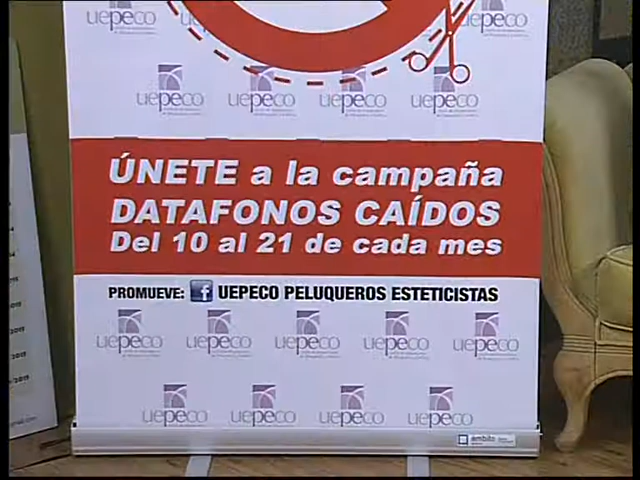 uepeco uepeco
uepeco uepeco uepeco uepeco
ÚNETE a la campaña
DATAFONOS CAÍDOS
Del 10 al 21 de cada mes
PROMUEVE: f UEPECO PELUQUEROS ESTETICISTAS
uepeco uepeco uepeco uepeco uepeco
uepeco uepeco uepeco uepeco
ámbito